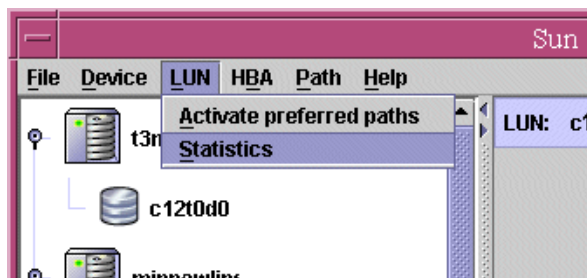 Sun
File Device LUN HBA Path Help
Activate preferred paths
Statistics
LUN:
c12t0d0